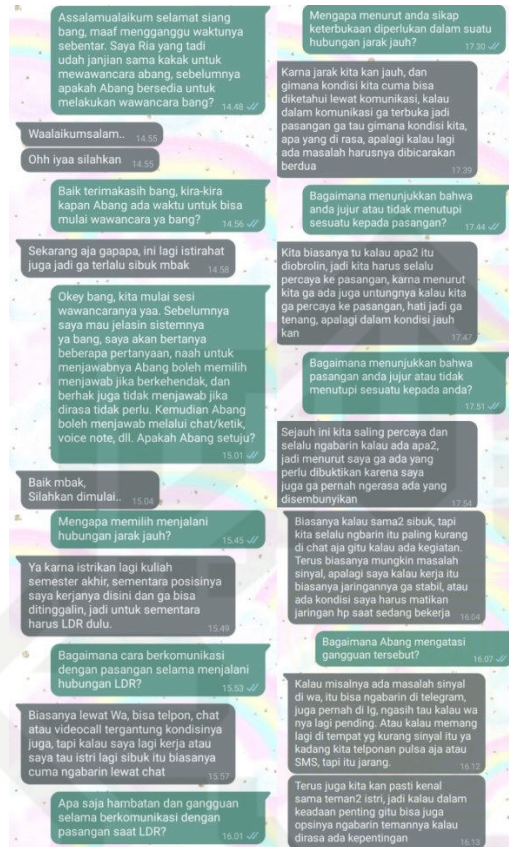 Assalamualaikum selamat siang
bang, maaf mengganggu waktunya
sebentar. Saya Ria yang tadi
udah janjian sama kakak untuk
mewawancara abang, sebelumnya
apakah Abang bersedia untuk
melakukan wawancara bang?
14.48
Waalaikumsalam..
14.55
Ohh iyaa silahkan
14.55
Baik terimakasih bang, kira-kira
kapan Abang ada waktu untuk bisa
mulai wawancara ya bang?
14.56
Sekarang aja gapapa, ini lagi istirahat
juga jadi ga terlalu sibuk mbak
14.58
Okey bang, kita mulai sesi
wawancaranya yaa. Sebelumnya
saya mau jelasin sistemnya
ya bang, saya akan bertanya
beberapa pertanyaan, naah untuk
menjawabnya Abang boleh memilih
menjawab jika berkehendak, dan
berhak juga tidak menjawab jika
dirasa tidak perlu. Kemudian Abang
boleh menjawab melalui chat/ketik,
voice note, dll. Apakah Abang setuju?
15.01
Baik mbak,
Silahkan dimulai..
15.04
Mengapa memilih menjalani
hubungan jarak jauh?
15.45
Ya karna istrikan lagi kuliah
semester akhir, sementara posisinya
saya kerjanya disini dan ga bisa
ditinggalin, jadi untuk sementara
harus LDR dulu.
15.49
Bagaimana cara berkomunikasi
dengan pasangan selama menjalani
hubungan LDR?
15.53
Biasanya lewat Wa, bisa telpon, chat
atau videocall tergantung kondisinya
juga, tapi kalau saya lagi kerja atau
saya tau istri lagi sibuk itu biasanya
cuma ngabarin lewat chat
15.57
Apa saja hambatan dan gangguan
selama berkomunikasi dengan
pasangan saat LDR?
16.01
Mengapa menurut anda sikap
keterbukaan diperlukan dalam suatu
hubungan jarak jauh?
17.30
Karna jarak kita kan jauh, dan
gimana kondisi kita cuma bisa
diketahui lewat komunikasi, kalau
dalam komunikasi ga terbuka jadi
pasangan ga tau gimana kondisi kita,
apa yang di rasa, apalagi kalau lagi
ada masalah harusnya dibicarakan
berdua
17.39
Bagaimana menunjukkan bahwa
anda jujur atau tidak menutupi
sesuatu kepada pasangan?
17.44
Kita biasanya tu kalau apa2 itu
diobrolin, jadi kita harus selalu
percaya ke pasangan, karna menurut
kita ga ada juga untungnya kalau kita
ga percaya ke pasangan, hati jadi ga
tenang, apalagi dalam kondisi jauh
kan
17.47
Bagaimana menunjukkan bahwa
pasangan anda jujur atau tidak
menutupi sesuatu kepada anda?
17.51
Sejauh ini kita saling percaya dan
selalu ngabarin kalau ada apa2,
jadi menurut saya ga ada yang
perlu dibuktikan karena saya
juga ga pernah ngerasa ada yang
disembunyikan
17.54
Biasanya kalau sama2 sibuk, tapi
kita selalu ngbarin itu paling kurang
di chat aja gitu kalau ada kegiatan.
Terus biasanya mungkin masalah
sinyal, apalagi saya kalau kerja itu
biasanya jaringannya ga stabil, atau
ada kondisi saya harus matikan
jaringan hp saat sedang bekerja
16.04
Bagaimana Abang mengatasi
gangguan tersebut?
16.07
Kalau misalnya ada masalah sinyal
di wa, itu bisa ngabarin di telegram,
juga pernah di Ig, ngasih tau kalau wa
nya lagi pending. Atau kalau memang
lagi di tempat yg kurang sinyal itu ya
kadang kita telponan pulsa aja atau
SMS, tapi itu jarang.
16.12
Terus juga kita kan pasti kenal
sama teman2 istri, jadi kalau dalam
keadaan penting gitu bisa juga
opsinya ngabarin temannya kalau
dirasa ada kepentingan
16.13